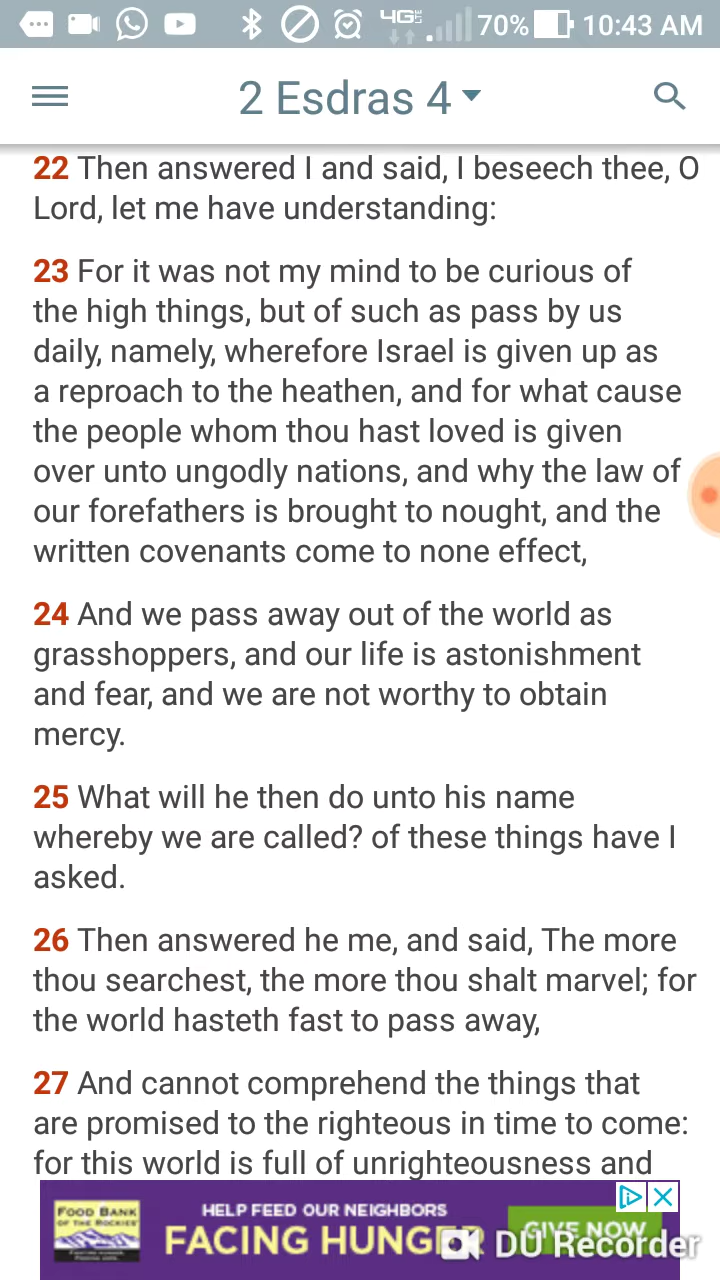 4G LTE 70% 10:43 AM
2 Esdras 4
22 Then answered I and said, I beseech thee, O
Lord, let me have understanding:
23 For it was not my mind to be curious of
the high things, but of such as pass by us
daily, namely, wherefore Israel is given up as
a reproach to the heathen, and for what cause
the people whom thou hast loved is given
over unto ungodly nations, and why the law of
our forefathers is brought to nought, and the
written covenants come to none effect,
24 And we pass away out of the world as
grasshoppers, and our life is astonishment
and fear, and we are not worthy to obtain
mercy.
25 What will he then do unto his name
whereby we are called? of these things have I
asked.
26 Then answered he me, and said, The more
thou searchest, the more thou shalt marvel; for
the world hasteth fast to pass away,
27 And cannot comprehend the things that
are promised to the righteous in time to come:
for this world is full of unrighteousness and
FOOD BANK
OF THE ROCKIES
HELP FEED OUR NEIGHBORS
FACING HUNGER
GIVE NOW
DU Recorder